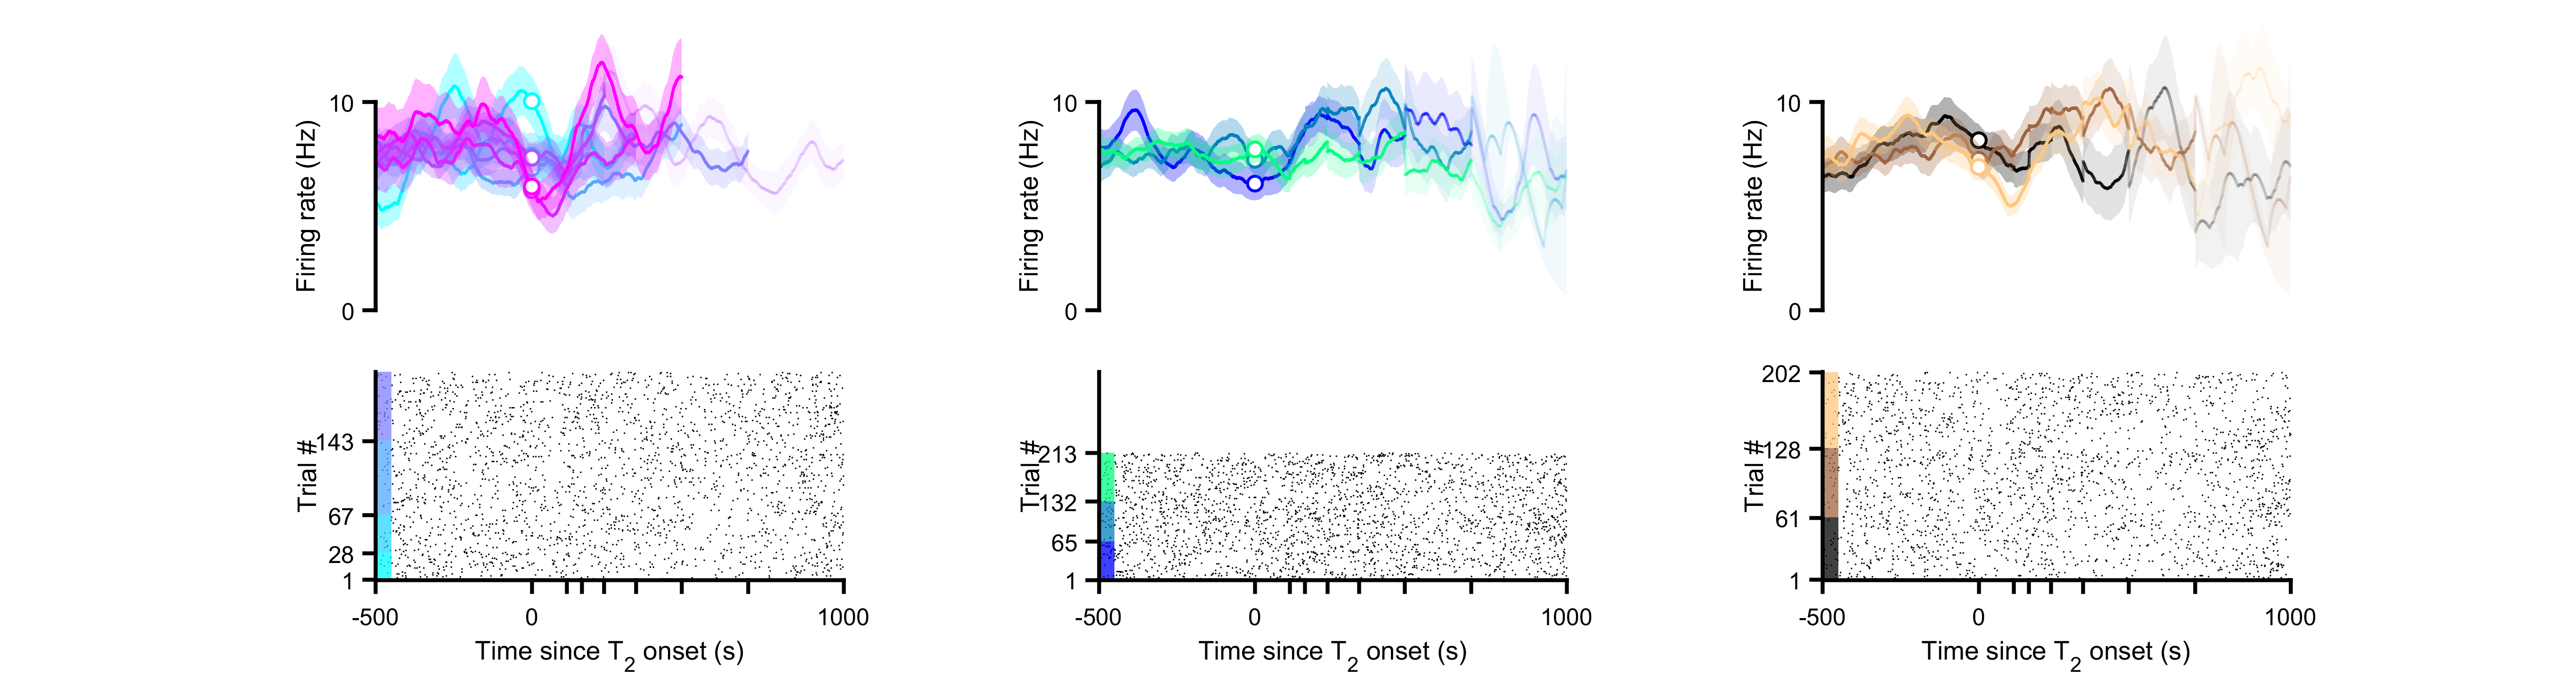 10
0
Firing rate (Hz)
143
67
28
1
Trial #
-500 0 1000
Time since T2 onset (s)
10
0
Firing rate (Hz)
213
132
65
1
Trial #
-500 0 1000
Time since T2 onset (s)
10
0
Firing rate (Hz)
202
128
61
1
Trial #
-500 0 1000
Time since T2 onset (s)